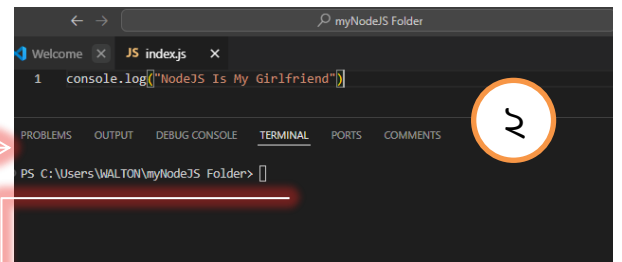 myNodeJS Folder
Welcome JS index.js
1 console.log("NodeJS Is My Girlfriend")
২
PROBLEMS OUTPUT DEBUG CONSOLE TERMINAL PORTS COMMENTS
PS C:\Users\WALTON\myNodeJS Folder>